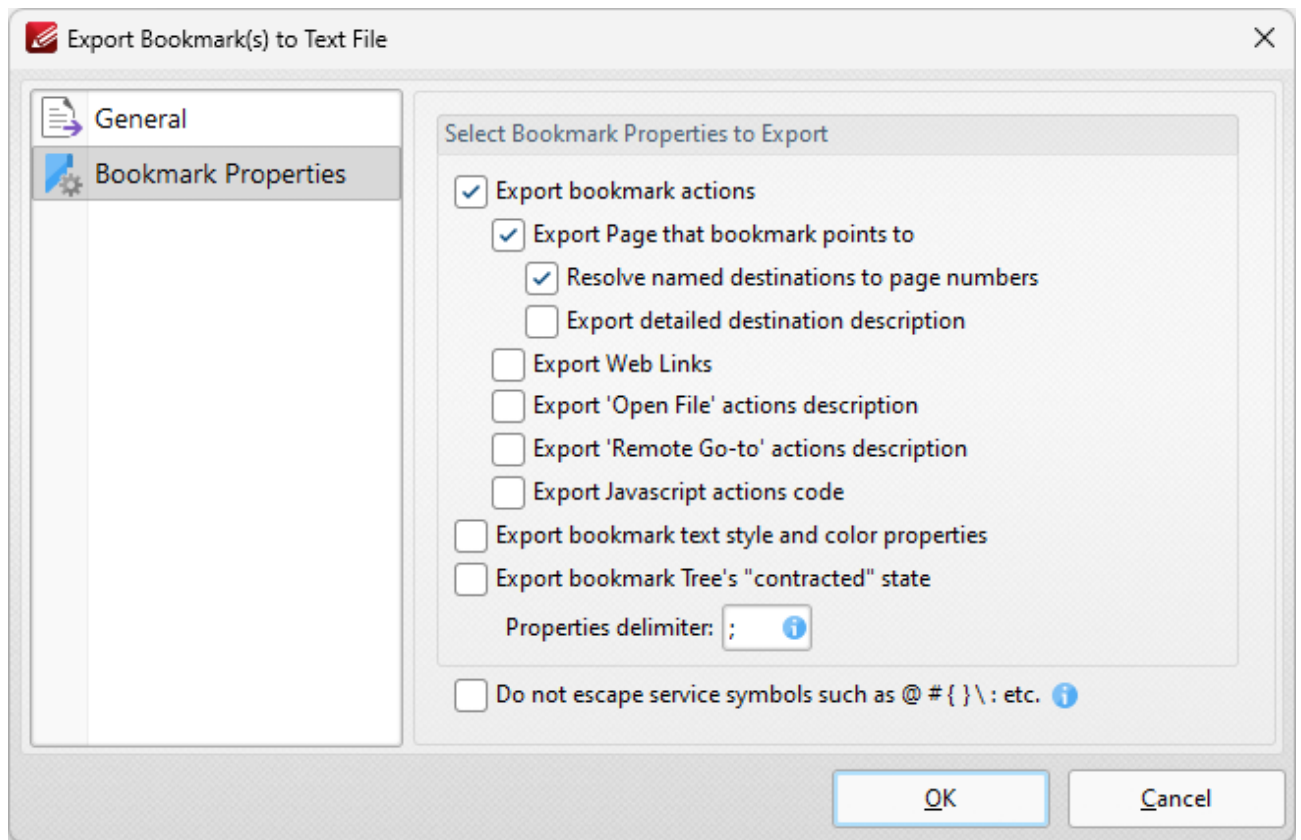 Export Bookmark(s) to Text File
General
Bookmark Properties
Select Bookmark Properties to Export
Export bookmark actions
Export Page that bookmark points to
Resolve named destinations to page numbers
Export detailed destination description
Export Web Links
Export 'Open File' actions description
Export 'Remote Go-to' actions description
Export Javascript actions code
Export bookmark text style and color properties
Export bookmark Tree's "contracted" state
Properties delimiter: ;
Do not escape service symbols such as @ # { } \ : etc.
OK Cancel